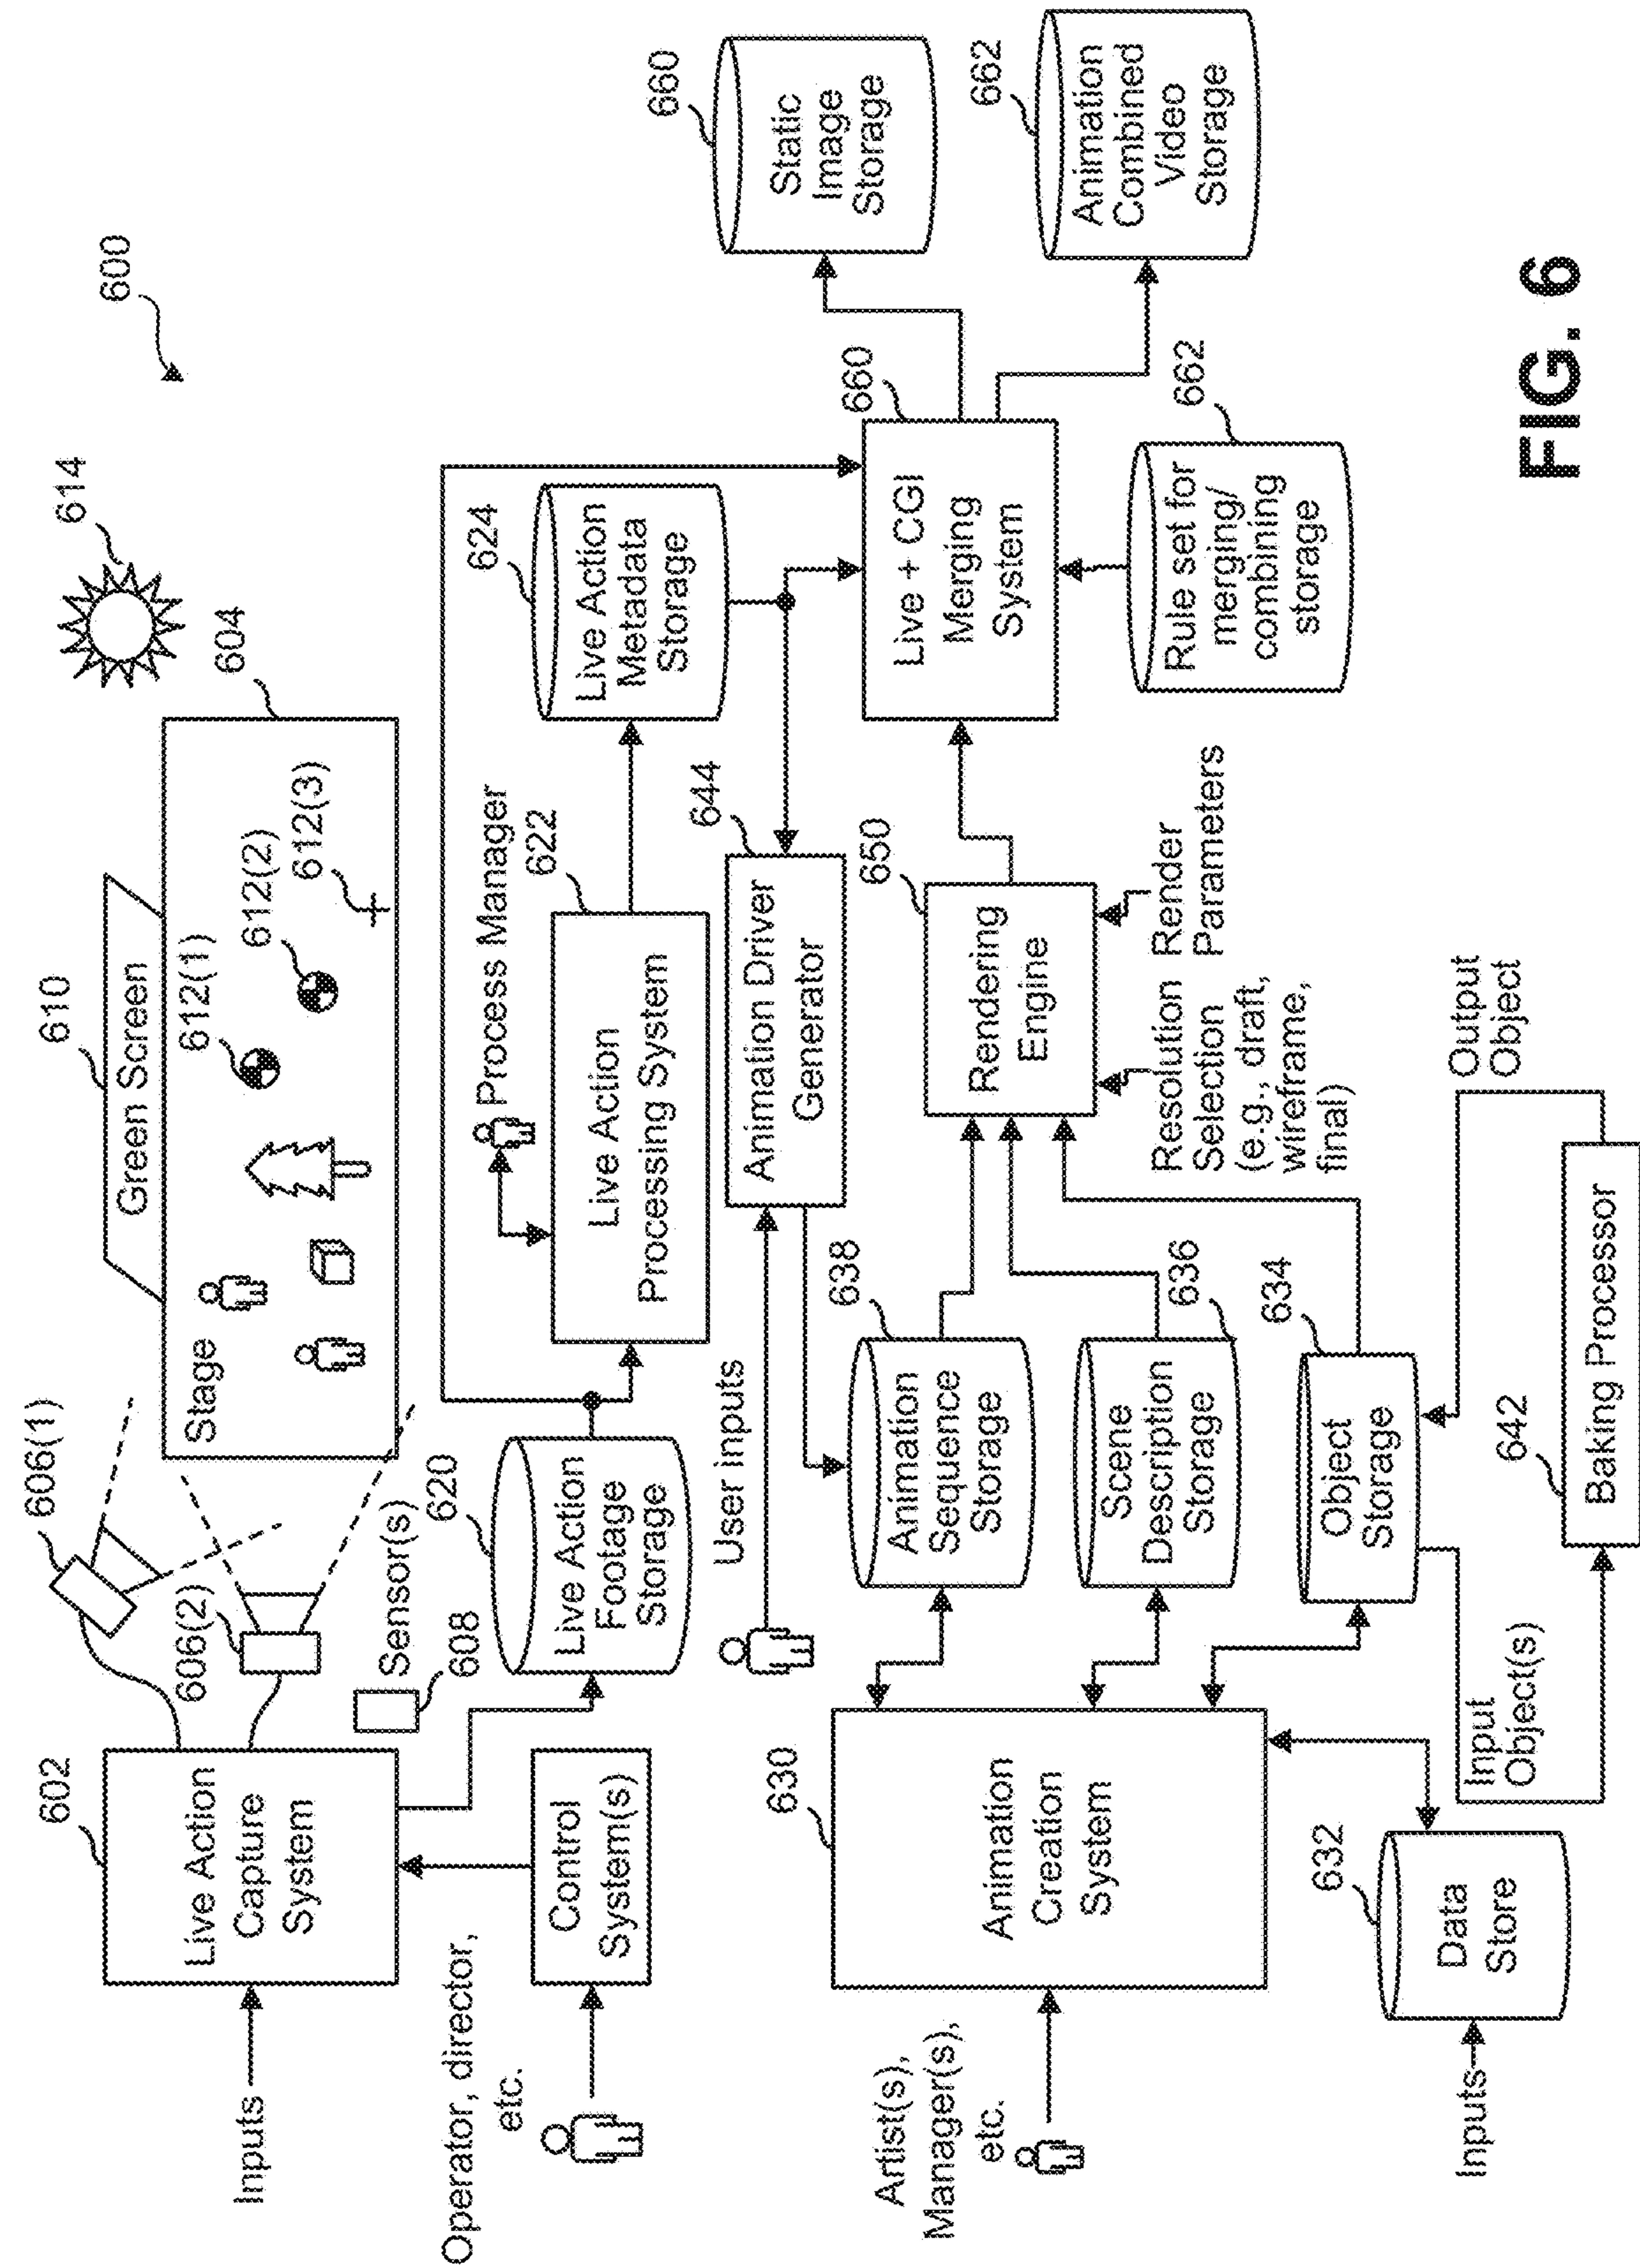 600
602
Live Action
Capture
System
Inputs
606(1)
606(2)
Sensor(s)
608
Operator, director,
etc.
Control
System(s)
610
Green Screen
Stage
612(1)
612(2)
612(3)
604
614
620
Live Action
Footage
Storage
Process Manager
622
Live Action
Processing System
624
Live Action
Metadata
Storage
User inputs
644
Animation Driver
Generator
630
Animation
Creation
System
Artist(s),
Manager(s),
etc.
638
Animation
Sequence
Storage
636
Scene
Description
Storage
634
Object
Storage
632
Data
Store
Inputs
Input
Object(s)
642
Baking Processor
Output
Object
650
Rendering
Engine
Resolution
Selection
(e.g., draft,
wireframe,
final)
Render
Parameters
660
Live + CGI
Merging
System
662
Rule set for
merging/
combining
storage
660
Static
Image
Storage
662
Animation
Combined
Video
Storage
FIG. 6